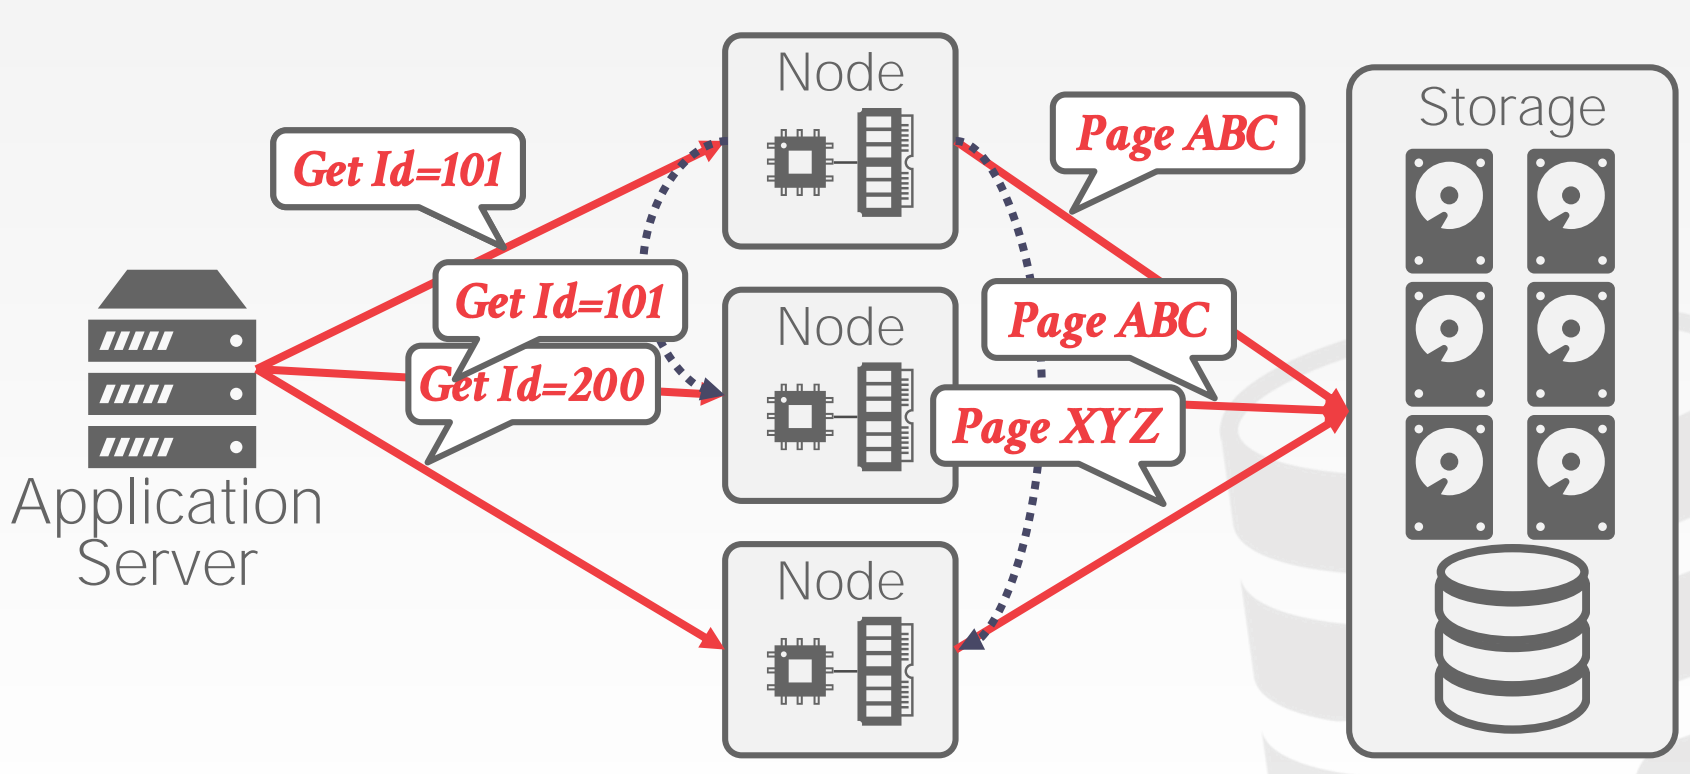 Node
Storage
Page ABC
Get Id=101
Get Id=101
Node
Page ABC
Get Id=200
Page XYZ
Application
Server
Node